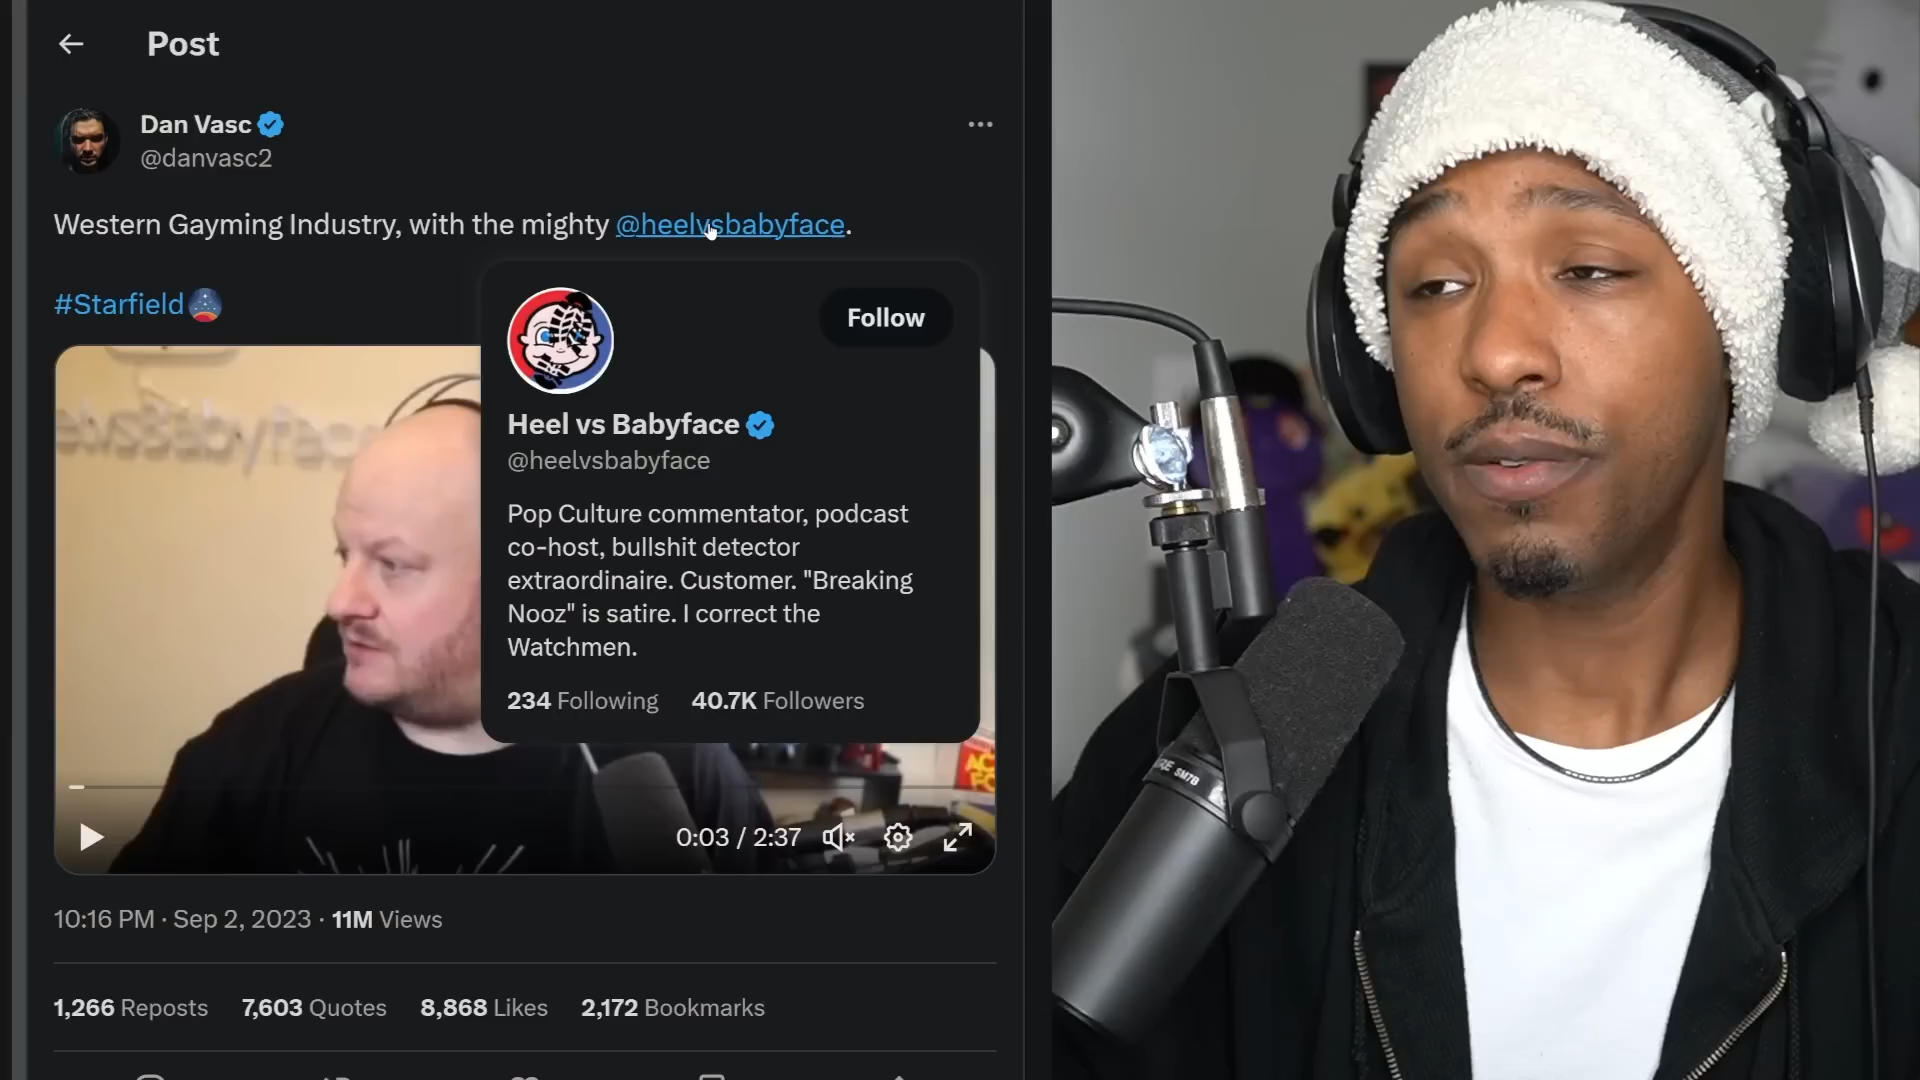 Post
Dan Vasc
@danvasc2
Western Gayming Industry, with the mighty @heelvsbabyface.
#Starfield
Follow
Heel vs Babyface
@heelvsbabyface
Pop Culture commentator, podcast
co-host, bullshit detector
extraordinaire. Customer. "Breaking
Nooz" is satire. I correct the
Watchmen.
234 Following 40.7K Followers
0:03 / 2:37
10:16 PM · Sep 2, 2023 · 11M Views
1,266 Reposts 7,603 Quotes 8,868 Likes 2,172 Bookmarks
SM7B